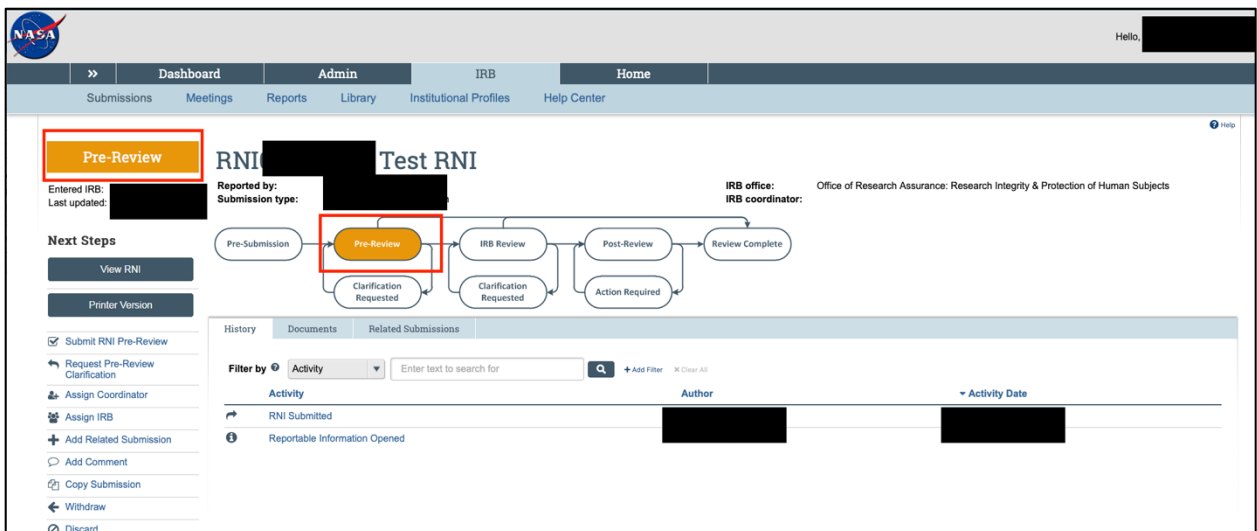 NASA
Hello,
Dashboard Admin IRB Home
Submissions Meetings Reports Library Institutional Profiles Help Center
Help
Pre-Review
RNI Test RNI
Entered IRB:
Last updated:
Reported by:
Submission type:
IRB office: Office of Research Assurance: Research Integrity & Protection of Human Subjects
IRB coordinator:
Next Steps
View RNI
Printer Version
Submit RNI Pre-Review
Request Pre-Review
Clarification
Assign Coordinator
Assign IRB
Add Related Submission
Add Comment
Copy Submission
Withdraw
Discard
Pre-Submission Pre-Review IRB Review Post-Review Review Complete
Clarification
Requested
Clarification
Requested
Action Required
History Documents Related Submissions
Filter by Activity Enter text to search for + Add Filter × Clear All
Activity Author Activity Date
RNI Submitted
Reportable Information Opened